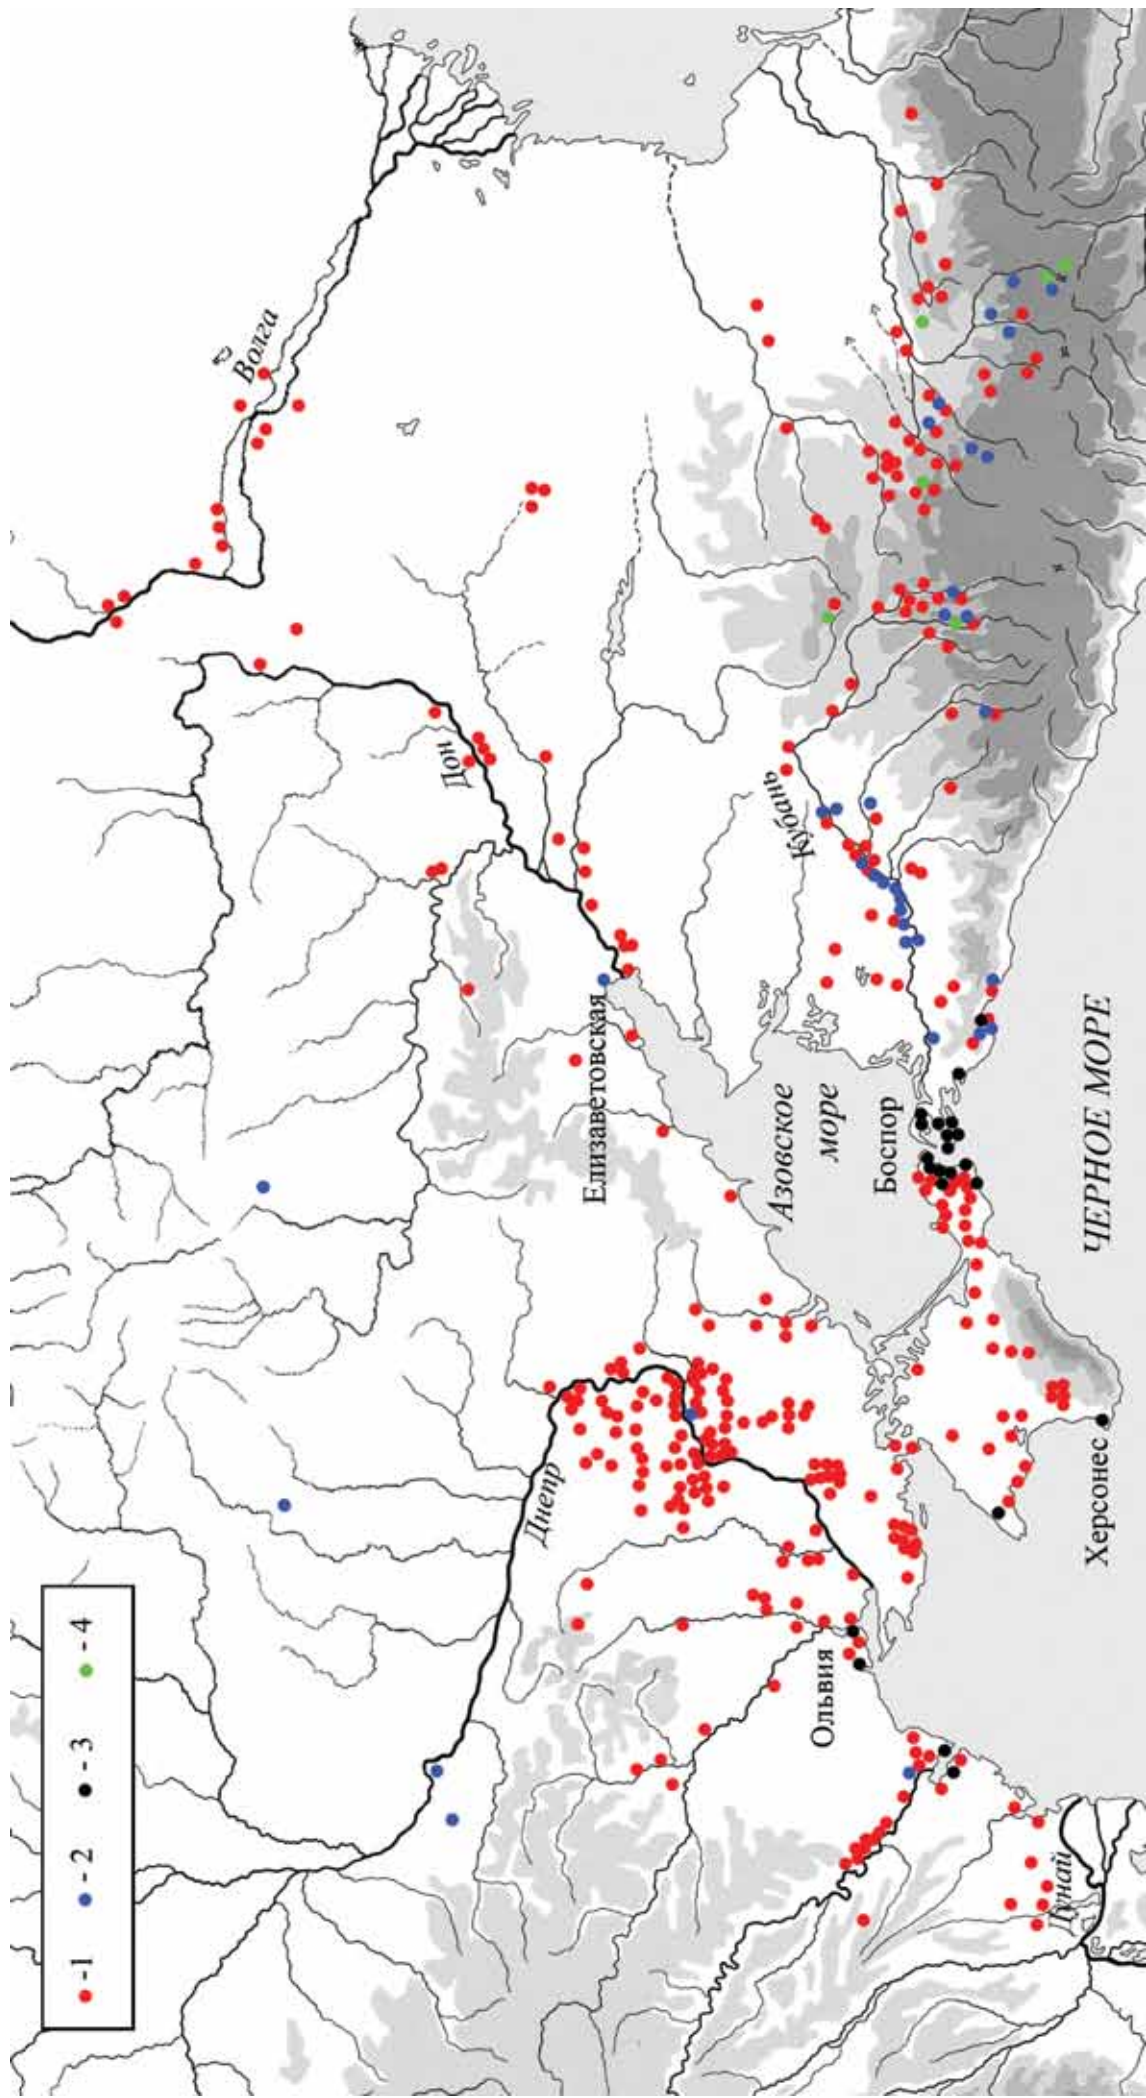 - 1 - 2 - 3 - 4
Волга
Дон
Днепр
Елизаветовская
Кубань
Азовское
море
Боспор
Ольвия
Дунай
Херсонес
ЧЕРНОЕ МОРЕ